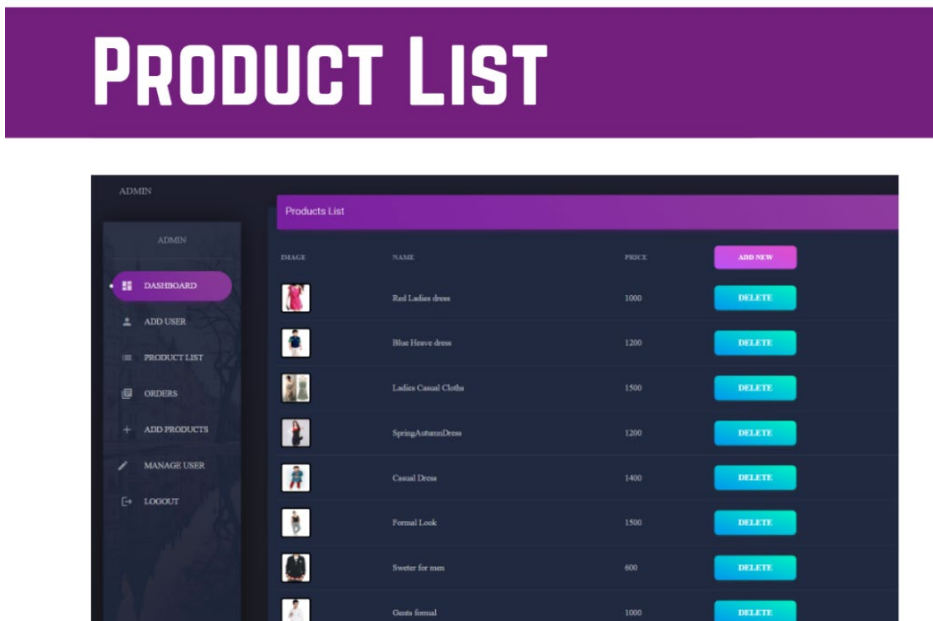 PRODUCT LIST
ADMIN
Products List
ADMIN
DASHBOARD
ADD USER
PRODUCT LIST
ORDERS
ADD PRODUCTS
MANAGE USER
LOGOUT
IMAGE NAME PRICE ADD NEW
Red Ladies dress 1000 DELETE
Blue Heave dress 1200 DELETE
Ladies Casual Cloths 1500 DELETE
SpringAutumnDress 1200 DELETE
Casual Dress 1400 DELETE
Formal Look 1500 DELETE
Sweter for men 600 DELETE
Gents formal 1000 DELETE